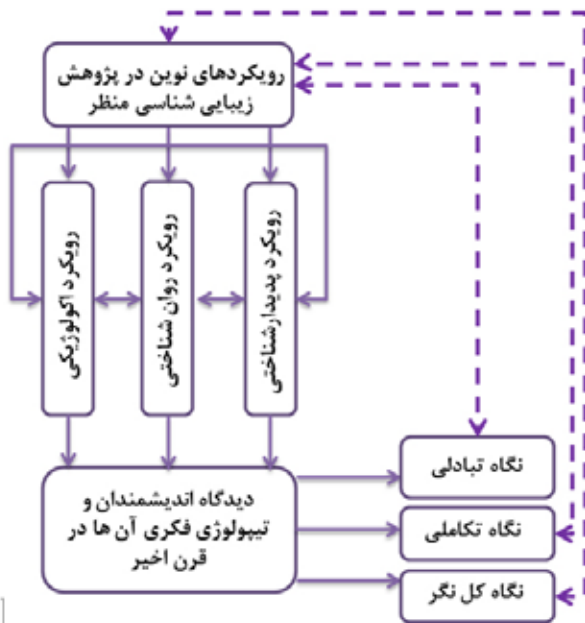 رویکردهای نوین در پژوهش
زیبایی شناسی منظر
رویکرد پدیدارشناختی
رویکرد روان شناختی
رویکرد اکولوژیکی
دیدگاه اندیشمندان و
تیپولوژی فکری آن ها در
قرن اخیر
نگاه تبادلی
نگاه تکاملی
نگاه کل نگر